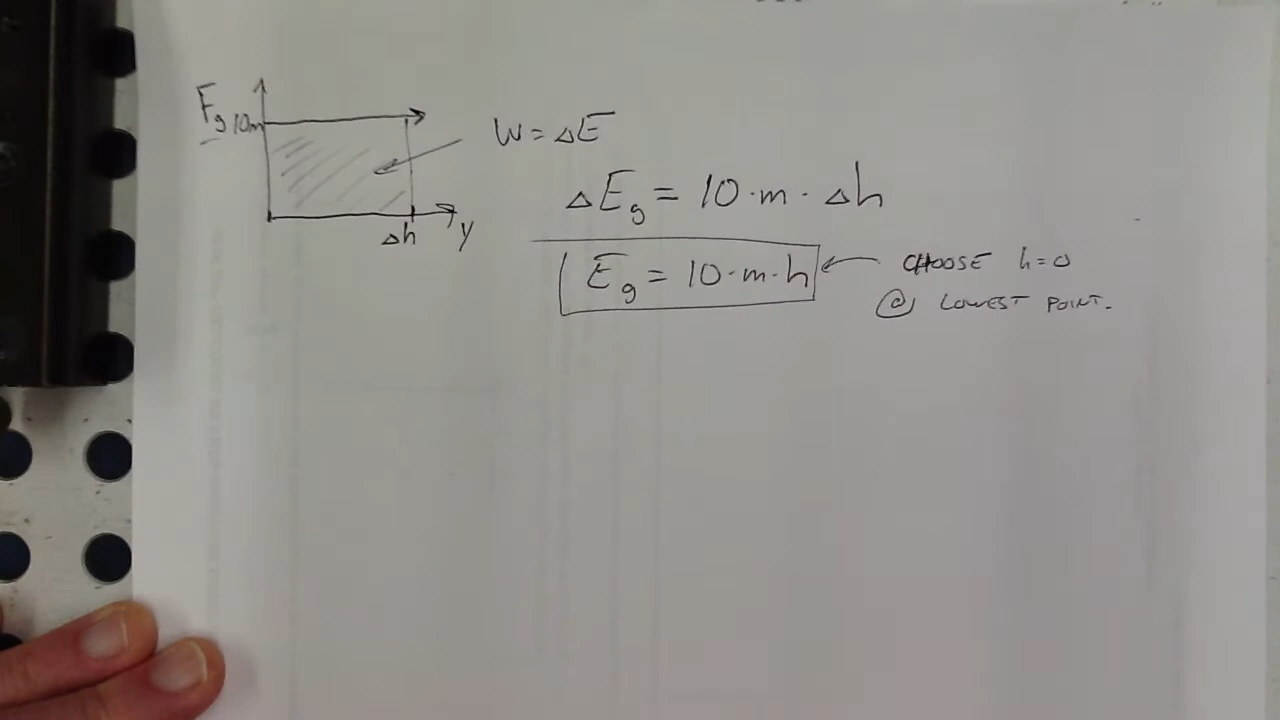 Fg
10m
Δh
y
W = ΔE
ΔEg = 10·m·Δh
Eg = 10·m·h
CHOOSE h=0
@ LOWEST POINT.